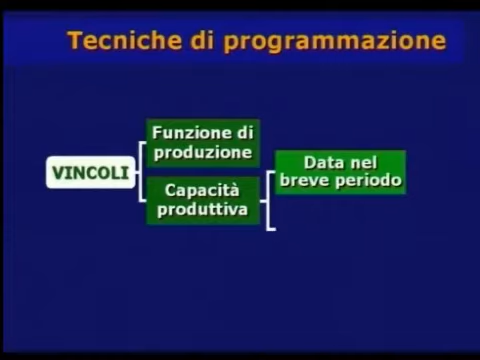 Tecniche di programmazione
VINCOLI
Funzione di
produzione
Capacità
produttiva
Data nel
breve periodo